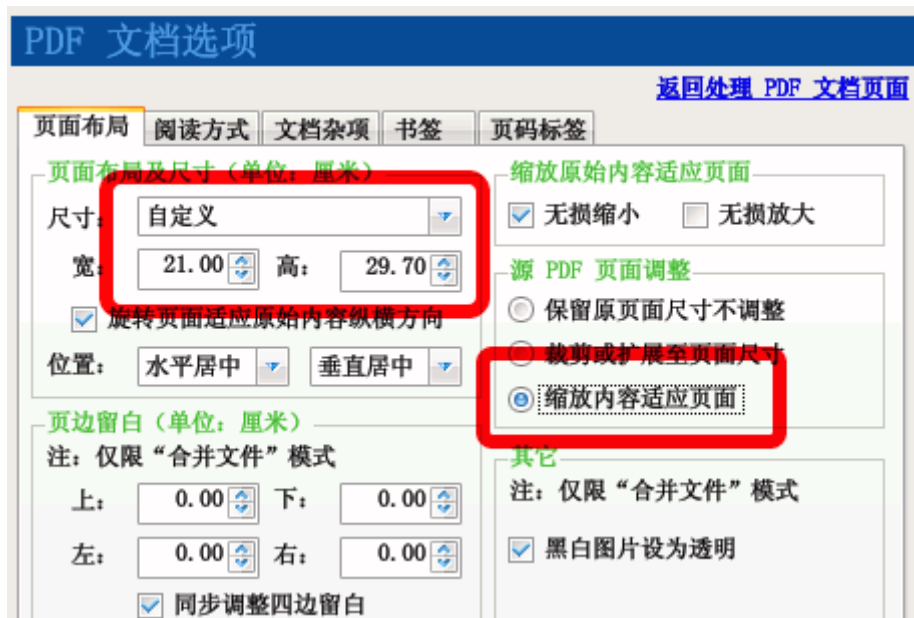 PDF 文档选项
返回处理 PDF 文档页面
页面布局 阅读方式 文档杂项 书签 页码标签
页面布局及尺寸（单位：厘米）
尺寸： 自定义
宽： 21.00 高： 29.70
旋转页面适应原始内容纵横方向
位置： 水平居中 垂直居中
页边留白（单位：厘米）
注：仅限“合并文件”模式
上： 0.00 下： 0.00
左： 0.00 右： 0.00
同步调整四边留白
缩放原始内容适应页面
无损缩小 无损放大
源 PDF 页面调整
保留原页面尺寸不调整
裁剪或扩展至页面尺寸
缩放内容适应页面
其它
注：仅限“合并文件”模式
黑白图片设为透明